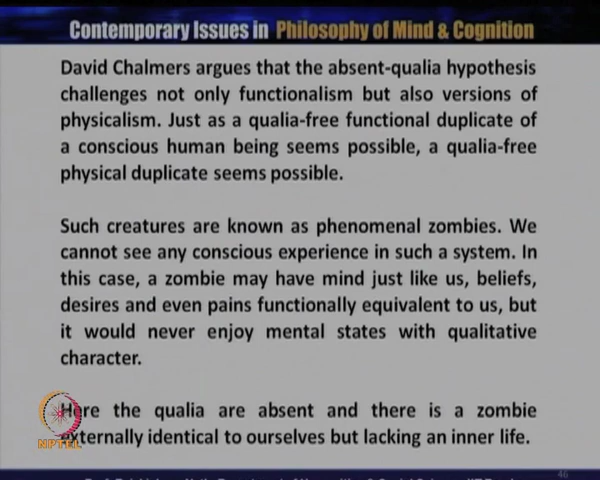 Contemporary Issues in Philosophy of Mind & Cognition
David Chalmers argues that the absent-qualia hypothesis
challenges not only functionalism but also versions of
physicalism. Just as a qualia-free functional duplicate of
a conscious human being seems possible, a qualia-free
physical duplicate seems possible.
Such creatures are known as phenomenal zombies. We
cannot see any conscious experience in such a system. In
this case, a zombie may have mind just like us, beliefs,
desires and even pains functionally equivalent to us, but
it would never enjoy mental states with qualitative
character.
Here the qualia are absent and there is a zombie
externally identical to ourselves but lacking an inner life.
NPTEL
46